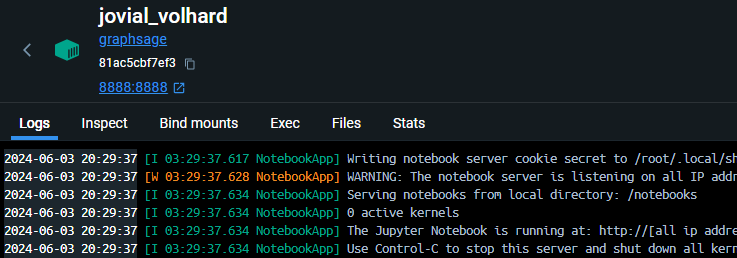 jovial_volhard
graphsage
81ac5cbf7ef3
8888:8888
Logs Inspect Bind mounts Exec Files Stats
2024-06-03 20:29:37 [I 03:29:37.617 NotebookApp] Writing notebook server cookie secret to /root/.local/sh
2024-06-03 20:29:37 [W 03:29:37.628 NotebookApp] WARNING: The notebook server is listening on all IP addr
2024-06-03 20:29:37 [I 03:29:37.634 NotebookApp] Serving notebooks from local directory: /notebooks
2024-06-03 20:29:37 [I 03:29:37.634 NotebookApp] 0 active kernels
2024-06-03 20:29:37 [I 03:29:37.634 NotebookApp] The Jupyter Notebook is running at: http://[all ip addre
2024-06-03 20:29:37 [I 03:29:37.634 NotebookApp] Use Control-C to stop this server and shut down all kern